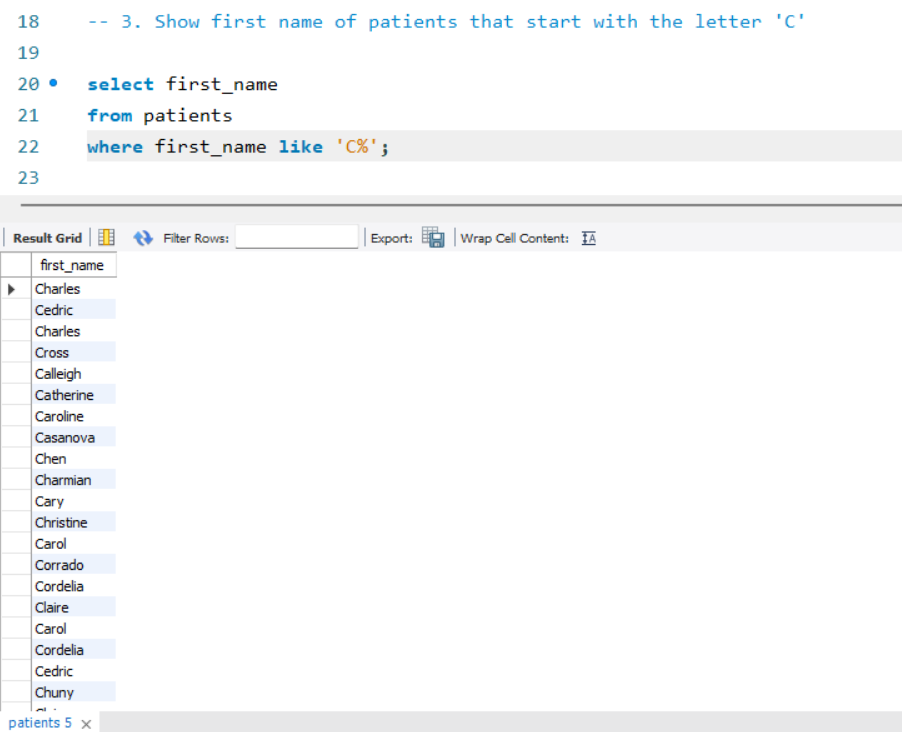 18 -- 3. Show first name of patients that start with the letter 'C'
19
20 select first_name
21 from patients
22 where first_name like 'C%';
23
Result Grid Filter Rows: Export: Wrap Cell Content: IA
first_name
Charles
Cedric
Charles
Cross
Calleigh
Catherine
Caroline
Casanova
Chen
Charmian
Cary
Christine
Carol
Corrado
Cordelia
Claire
Carol
Cordelia
Cedric
Chuny
patients 5